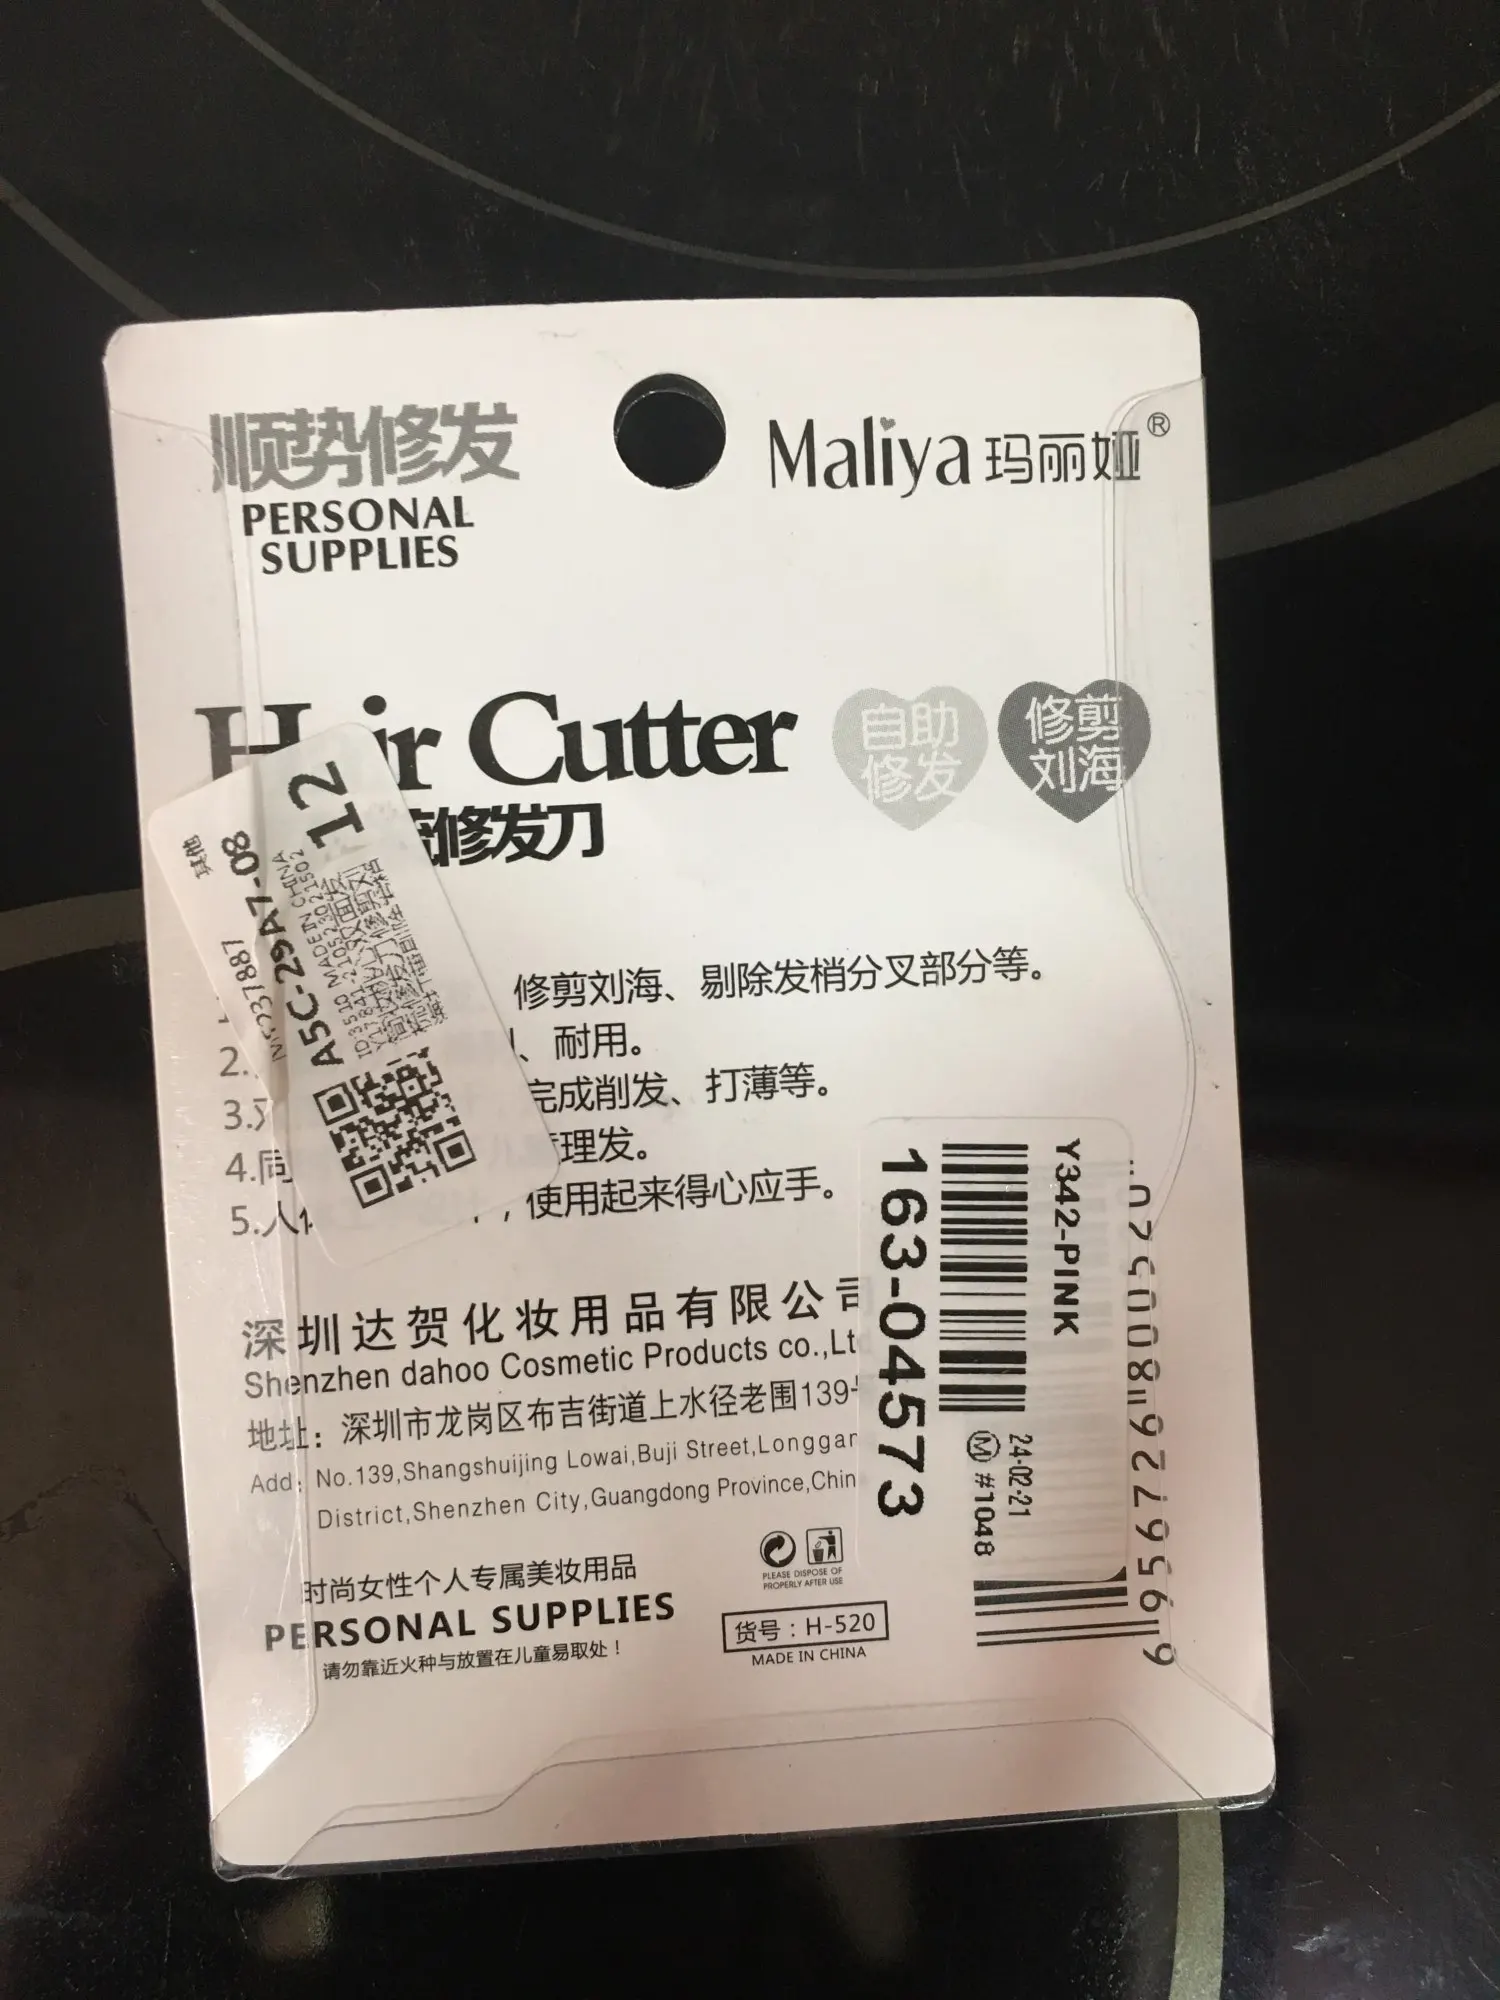 顺势修发
PERSONAL
SUPPLIES
Maliya 玛丽娅®
Hair Cutter
修发刀
自助
修发
修剪
刘海
12
其他
A5C-29A7-08
MADE IN CHINA
修剪刘海、剔除发梢分叉部分等。
2.
、耐用。
3.
完成削发、打薄等。
4.同
理发。
5.人
，使用起来得心应手。
深圳达贺化妆用品有限公司
Shenzhen dahoo Cosmetic Products co.,Lt
地址：深圳市龙岗区布吉街道上水径老围139
Add: No.139,Shangshuijing Lowai,Buji Street,Longgan
District,Shenzhen City,Guangdong Province,Chin
时尚女性个人专属美妆用品
PERSONAL SUPPLIES
请勿靠近火种与放置在儿童易取处！
PLEASE DISPOSE OF
PROPERLY AFTER USE
货号：H-520
MADE IN CHINA
Y342-PINK
163-04573
24-02-21
Ⓜ #1048